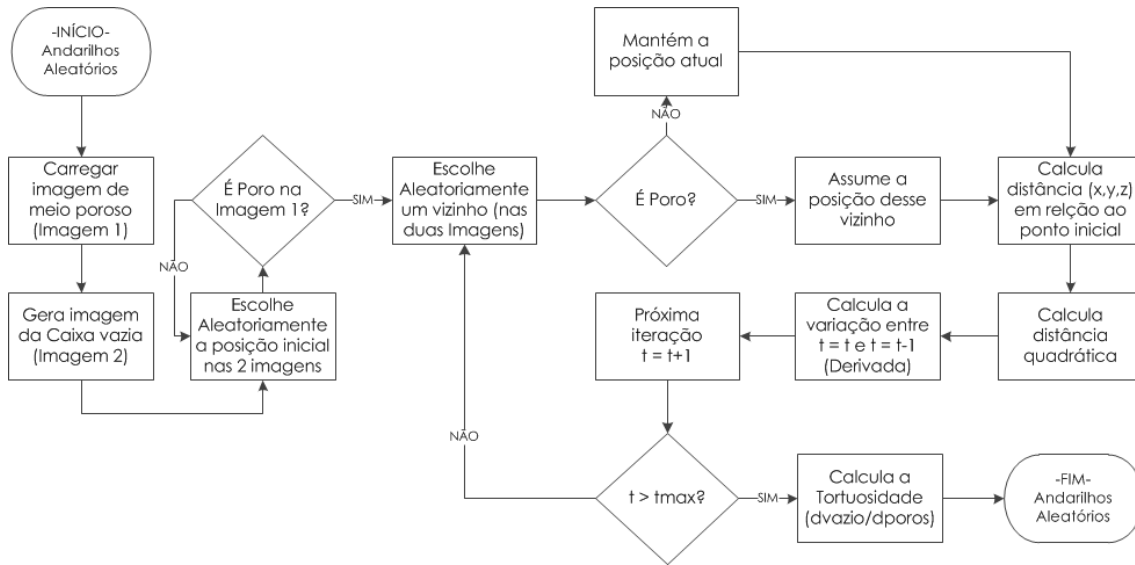 -INÍCIO-
Andarilhos
Aleatórios
Carregar
imagem de
meio poroso
(Imagem 1)
Gera imagem
da Caixa vazia
(Imagem 2)
Escolhe
Aleatoriamente
a posição inicial
nas 2 imagens
É Poro na
Imagem 1?
NÃO
SIM
Escolhe
Aleatoriamente
um vizinho (nas
duas Imagens)
É Poro?
NÃO
Mantém a
posição atual
SIM
Assume a
posição desse
vizinho
Calcula
distância (x,y,z)
em relção ao
ponto inicial
Calcula
distância
quadrática
Calcula a
variação entre
t = t e t = t-1
(Derivada)
Próxima
iteração
t = t+1
t > tmax?
NÃO
SIM
Calcula a
Tortuosidade
(dvazio/dporos)
-FIM-
Andarilhos
Aleatórios